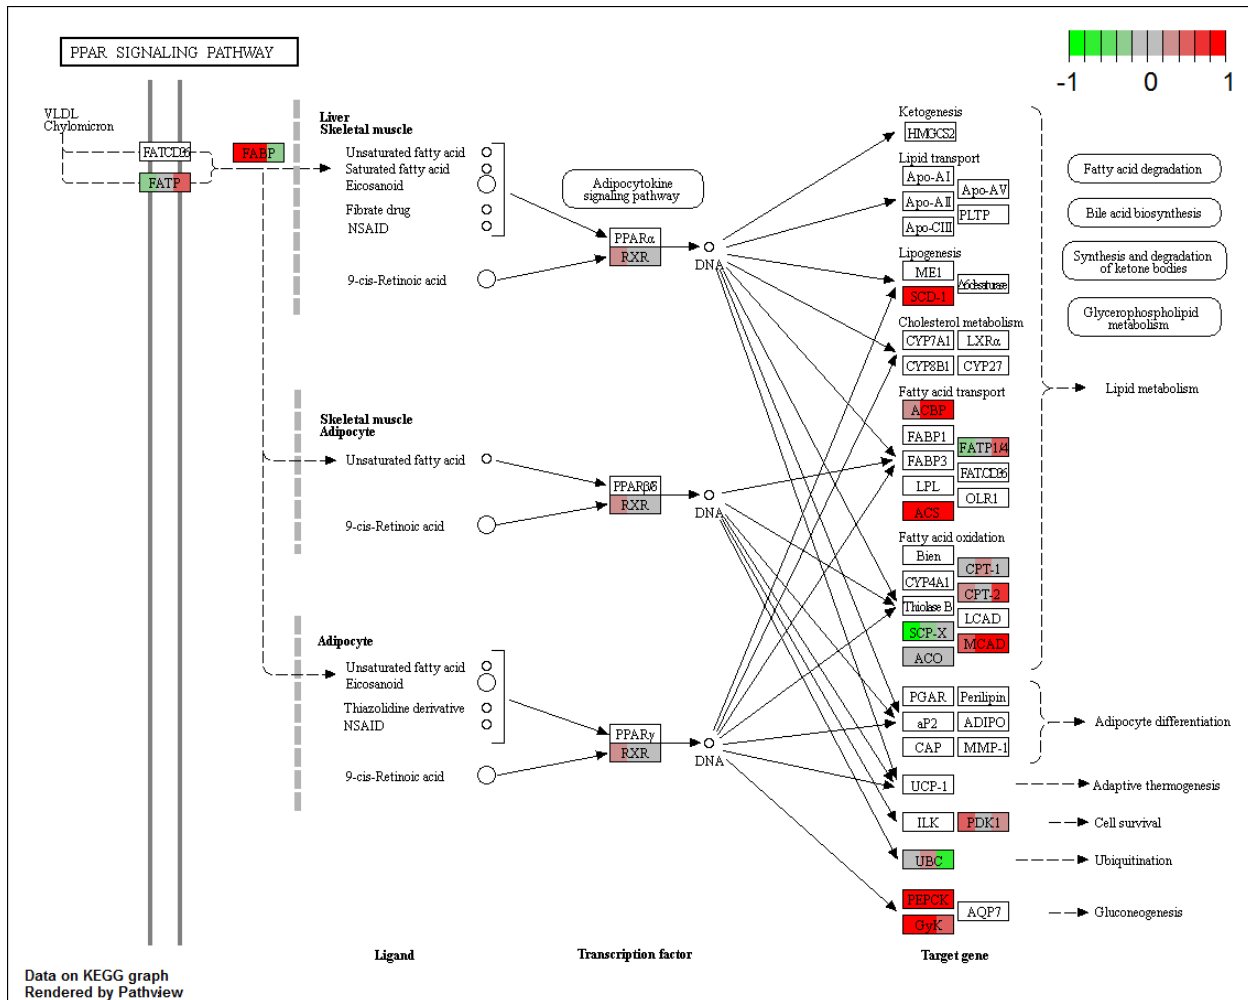 PPAR SIGNALING PATHWAY
-1 0 1
VLDL
Chylomicron
FATCD36
FATP
FABP
Liver
Skeletal muscle
Unsaturated fatty acid
Saturated fatty acid
Eicosanoid
Fibrate drug
NSAID
9-cis-Retinoic acid
Adipocytokine
signaling pathway
PPARα
RXR
DNA
Skeletal muscle
Adipocyte
Unsaturated fatty acid
9-cis-Retinoic acid
PPARβ/δ
RXR
DNA
Adipocyte
Unsaturated fatty acid
Eicosanoid
Thiazolidine derivative
NSAID
9-cis-Retinoic acid
PPARγ
RXR
DNA
Ketogenesis
HMGCS2
Lipid transport
Apo-AI
Apo-AII
Apo-CIII
Apo-AV
PLTP
Lipogenesis
ME1
SCD-1
Δ6desaturase
Cholesterol metabolism
CYP7A1
LXRα
CYP8B1
CYP27
Fatty acid transport
ACBP
FABP1
FABP3
LPL
ACS
FATP1/4
FATCD36
OLR1
Fatty acid oxidation
Bien
CYP4A1
Thiolase B
SCP-X
ACO
CPT-1
CPT-2
LCAD
MCAD
PGAR
Perilipin
aP2
ADIPO
CAP
MMP-1
UCP-1
ILK
PDK1
UBC
PEPCK
GyK
AQP7
Fatty acid degradation
Bile acid biosynthesis
Synthesis and degradation
of ketone bodies
Glycerophospholipid
metabolism
Lipid metabolism
Adipocyte differentiation
Adaptive thermogenesis
Cell survival
Ubiquitination
Gluconeogenesis
Ligand
Transcription factor
Target gene
Data on KEGG graph
Rendered by Pathview